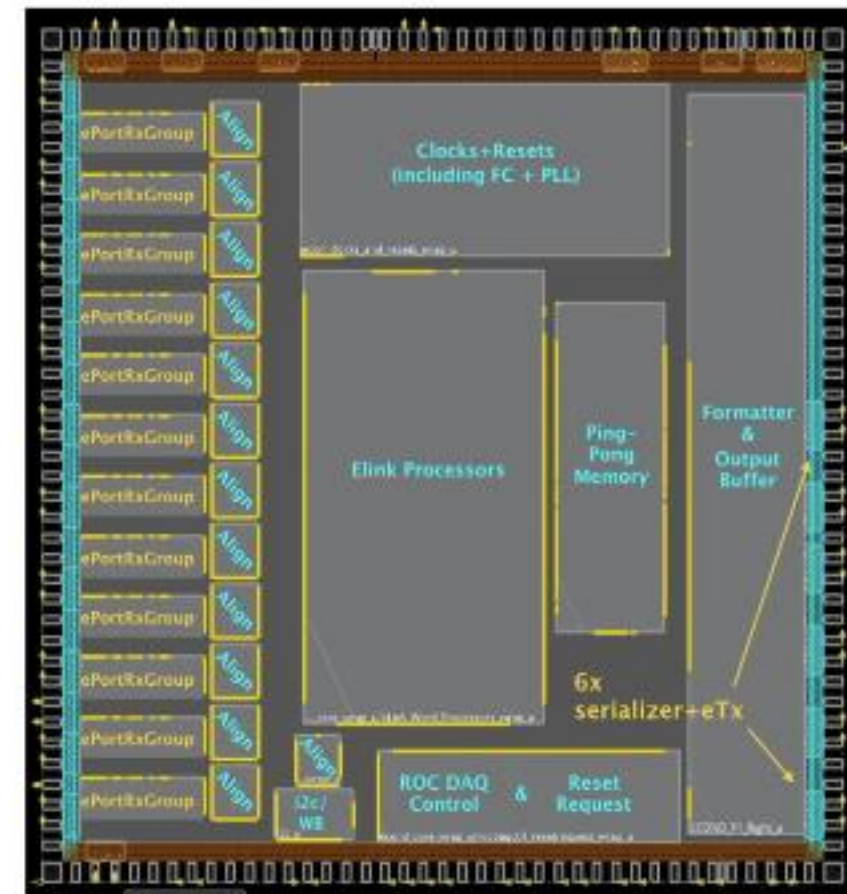 ePortRxGroup Align
ePortRxGroup Align
ePortRxGroup Align
ePortRxGroup Align
ePortRxGroup Align
ePortRxGroup Align
ePortRxGroup Align
ePortRxGroup Align
ePortRxGroup Align
ePortRxGroup Align
ePortRxGroup Align
ePortRxGroup Align
Clocks+Resets
(including FC + PLL)
Elink Processors
Ping-
Pong
Memory
Formatter
&
Output
Buffer
6x
serializer+eTx
Align
I2c/
WB
ROC DAQ
Control
&
Reset
Request